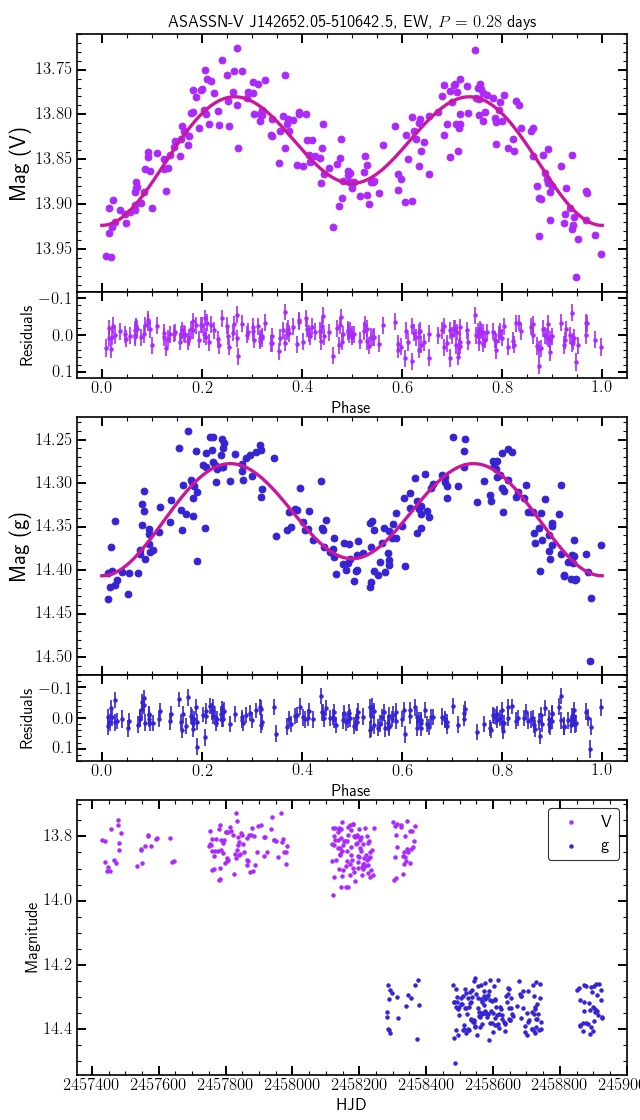 ASASSN-V J142652.05-510642.5, EW, P = 0.28 days
13.75
13.80
13.85
13.90
13.95
Mag (V)
−0.1
0.0
0.1
Residuals
0.0 0.2 0.4 0.6 0.8 1.0
Phase
14.25
14.30
14.35
14.40
14.45
14.50
Mag (g)
−0.1
0.0
0.1
Residuals
0.0 0.2 0.4 0.6 0.8 1.0
Phase
V
g
13.8
14.0
14.2
14.4
Magnitude
2457400 2457600 2457800 2458000 2458200 2458400 2458600 2458800 245900
HJD